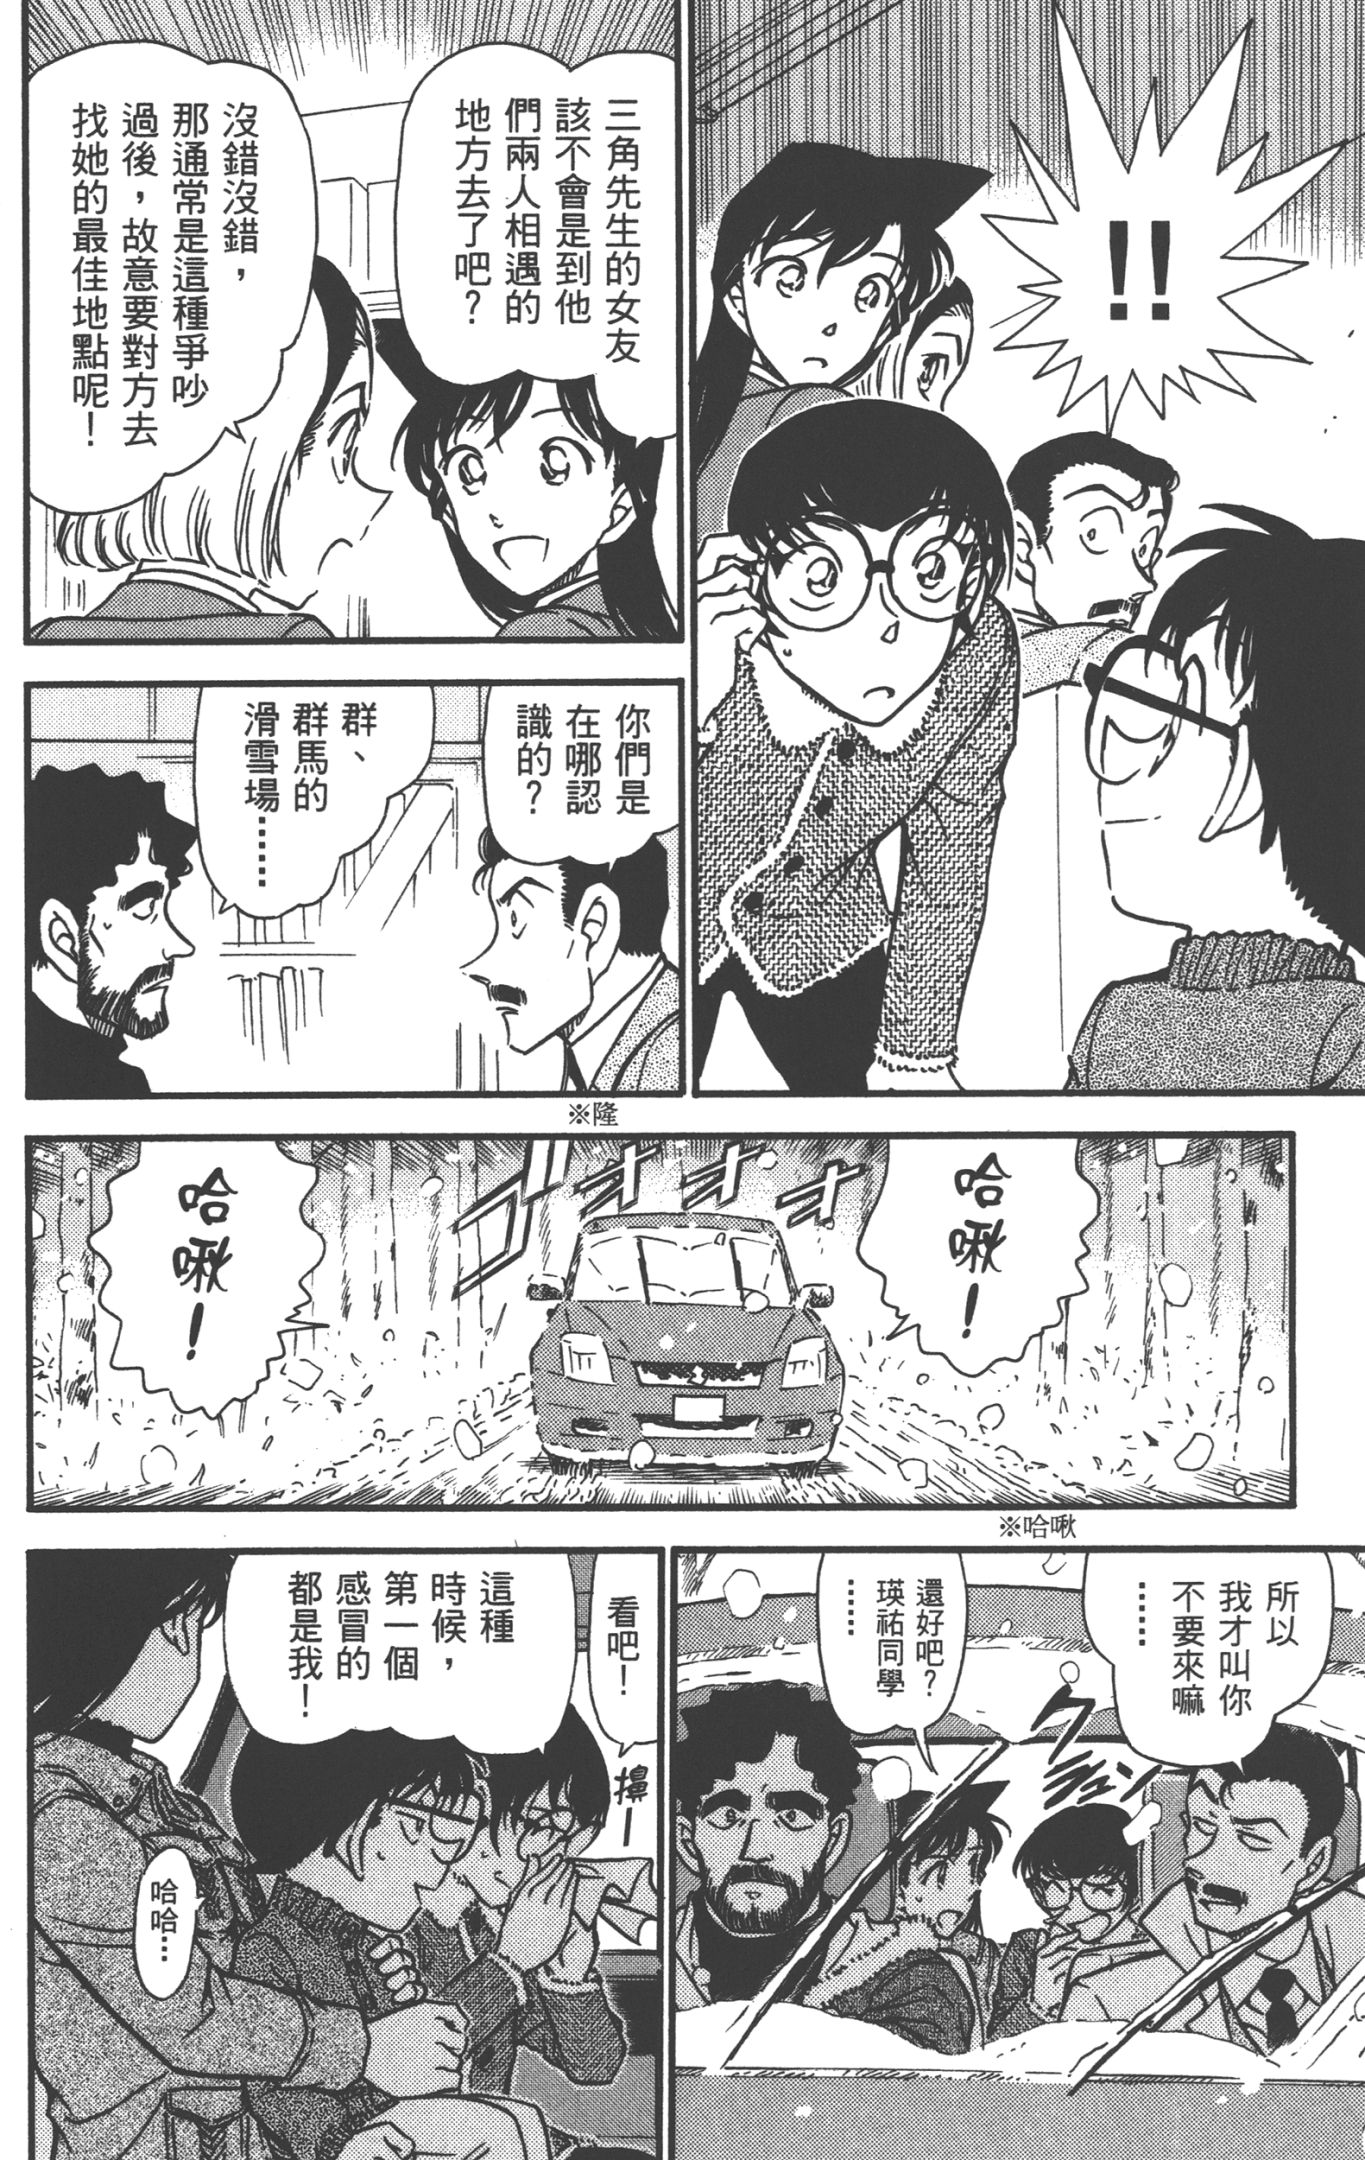 !!
三角先生的女友
該不會是到他
們兩人相遇的
地方去了吧？
沒錯沒錯，
那通常是這種爭吵
過後，故意要對方去
找她的最佳地點呢！
你們是
在哪認
識的？
群、
群馬的
滑雪場……
※隆
ゴオオオ
哈啾！
哈啾！
※哈啾
所以
我才叫你
不要來嘛
……
還好吧？
瑛祐同學
……
看吧！
擤ー
這種
時候，
第一個
感冒的
都是我！
哈
哈…